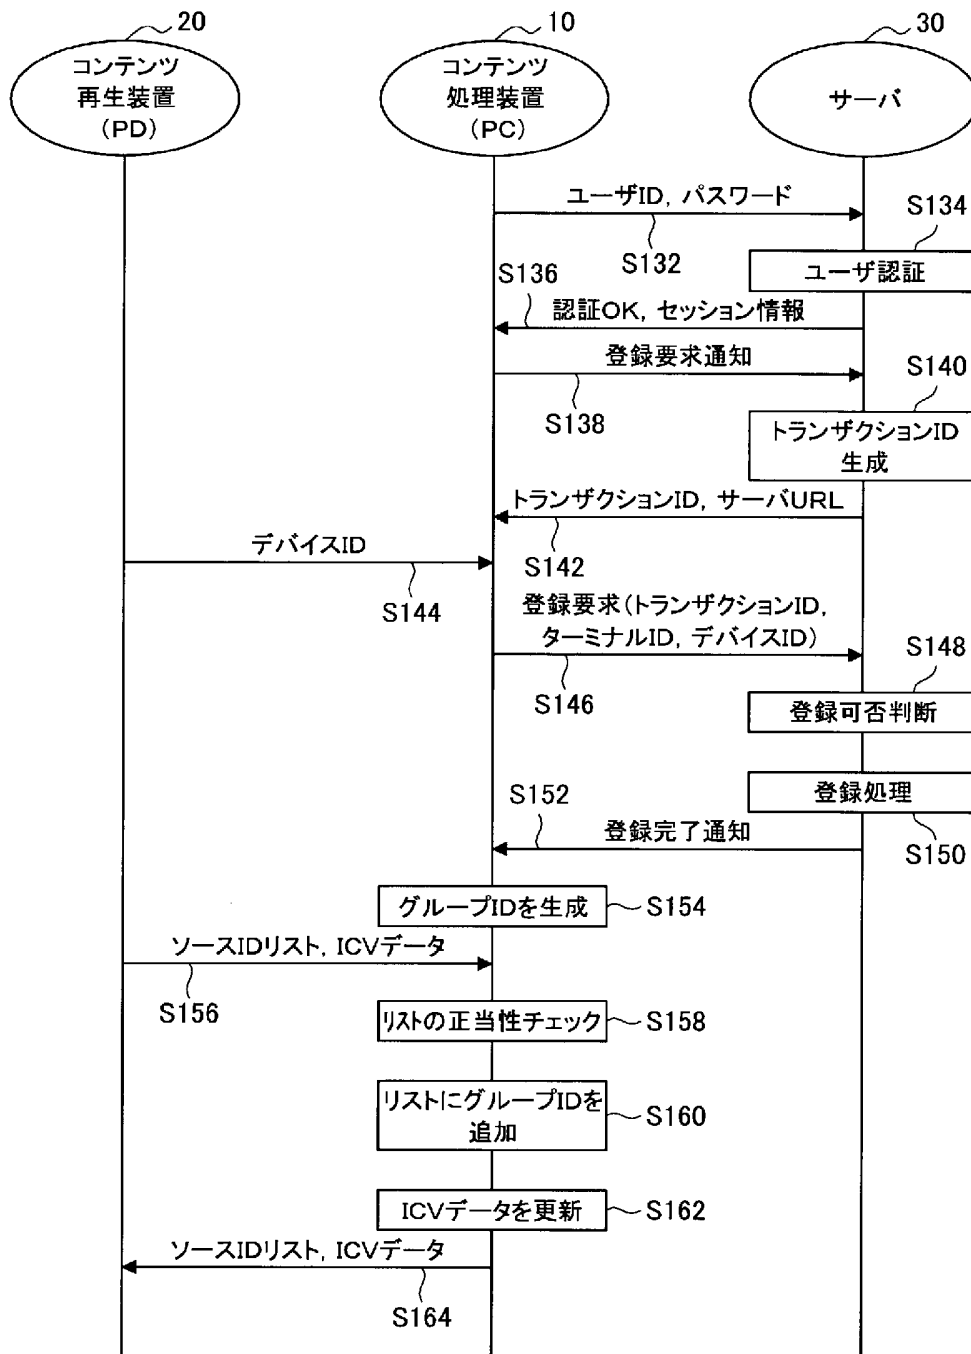 20
10
30
コンテンツ
再生装置
(PD)
コンテンツ
処理装置
(PC)
サーバ
ユーザID, パスワード
S132
S134
ユーザ認証
S136
認証OK, セッション情報
登録要求通知
S138
S140
トランザクションID
生成
トランザクションID, サーバURL
S142
デバイスID
S144
登録要求(トランザクションID,
ターミナルID, デバイスID)
S146
S148
登録可否判断
登録処理
S150
S152
登録完了通知
グループIDを生成
S154
ソースIDリスト, ICVデータ
S156
リストの正当性チェック
S158
リストにグループIDを
追加
S160
ICVデータを更新
S162
ソースIDリスト, ICVデータ
S164